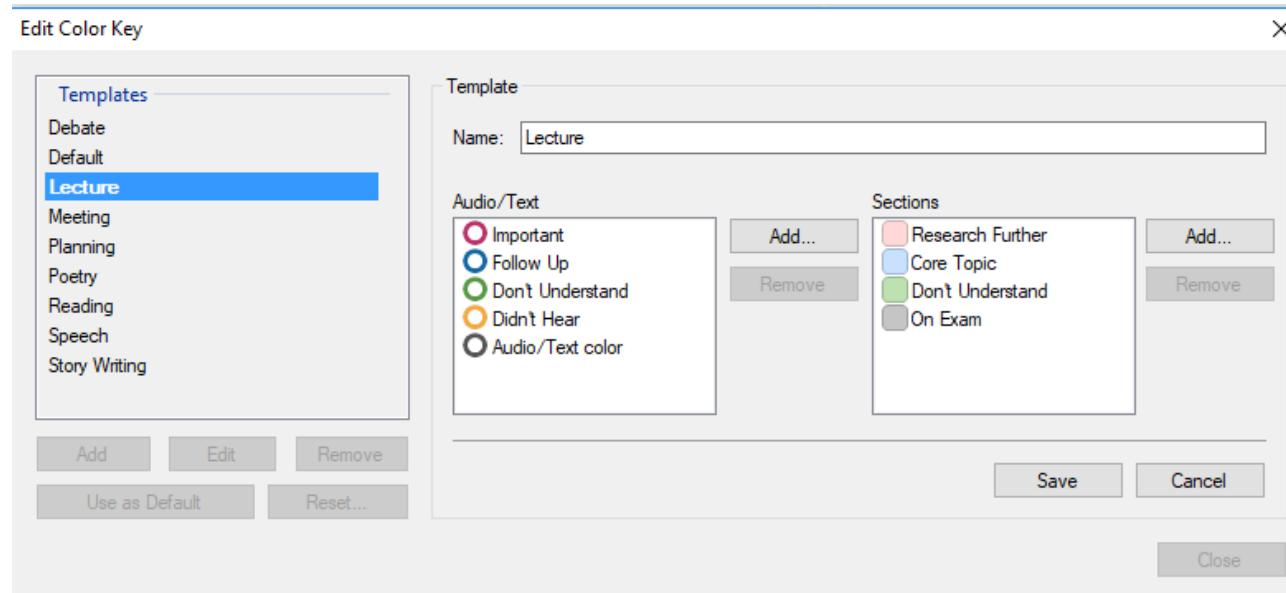 Edit Color Key
Templates
Debate
Default
Lecture
Meeting
Planning
Poetry
Reading
Speech
Story Writing
Add Edit Remove
Use as Default Reset...
Template
Name: Lecture
Audio/Text
Important
Follow Up
Don't Understand
Didn't Hear
Audio/Text color
Add...
Remove
Sections
Research Further
Core Topic
Don't Understand
On Exam
Add...
Remove
Save Cancel
Close